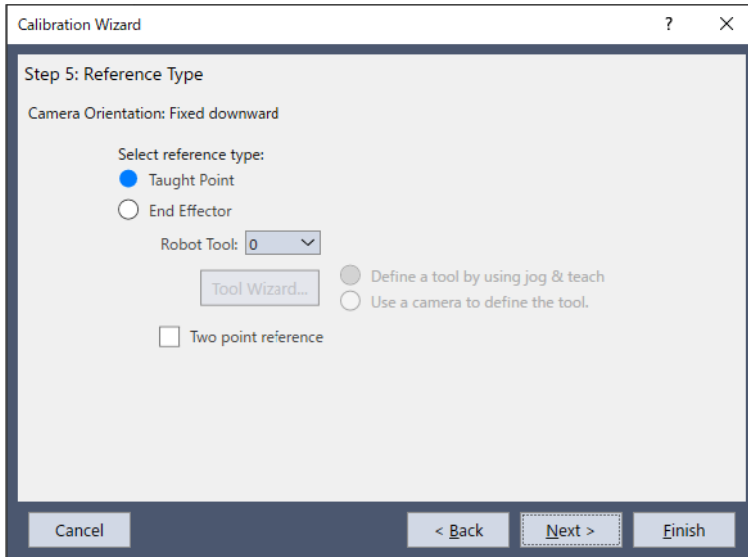 Calibration Wizard ? ×
Step 5: Reference Type
Camera Orientation: Fixed downward
Select reference type:
Taught Point
End Effector
Robot Tool: 0
Tool Wizard...
Define a tool by using jog & teach
Use a camera to define the tool.
Two point reference
Cancel < Back Next > Finish